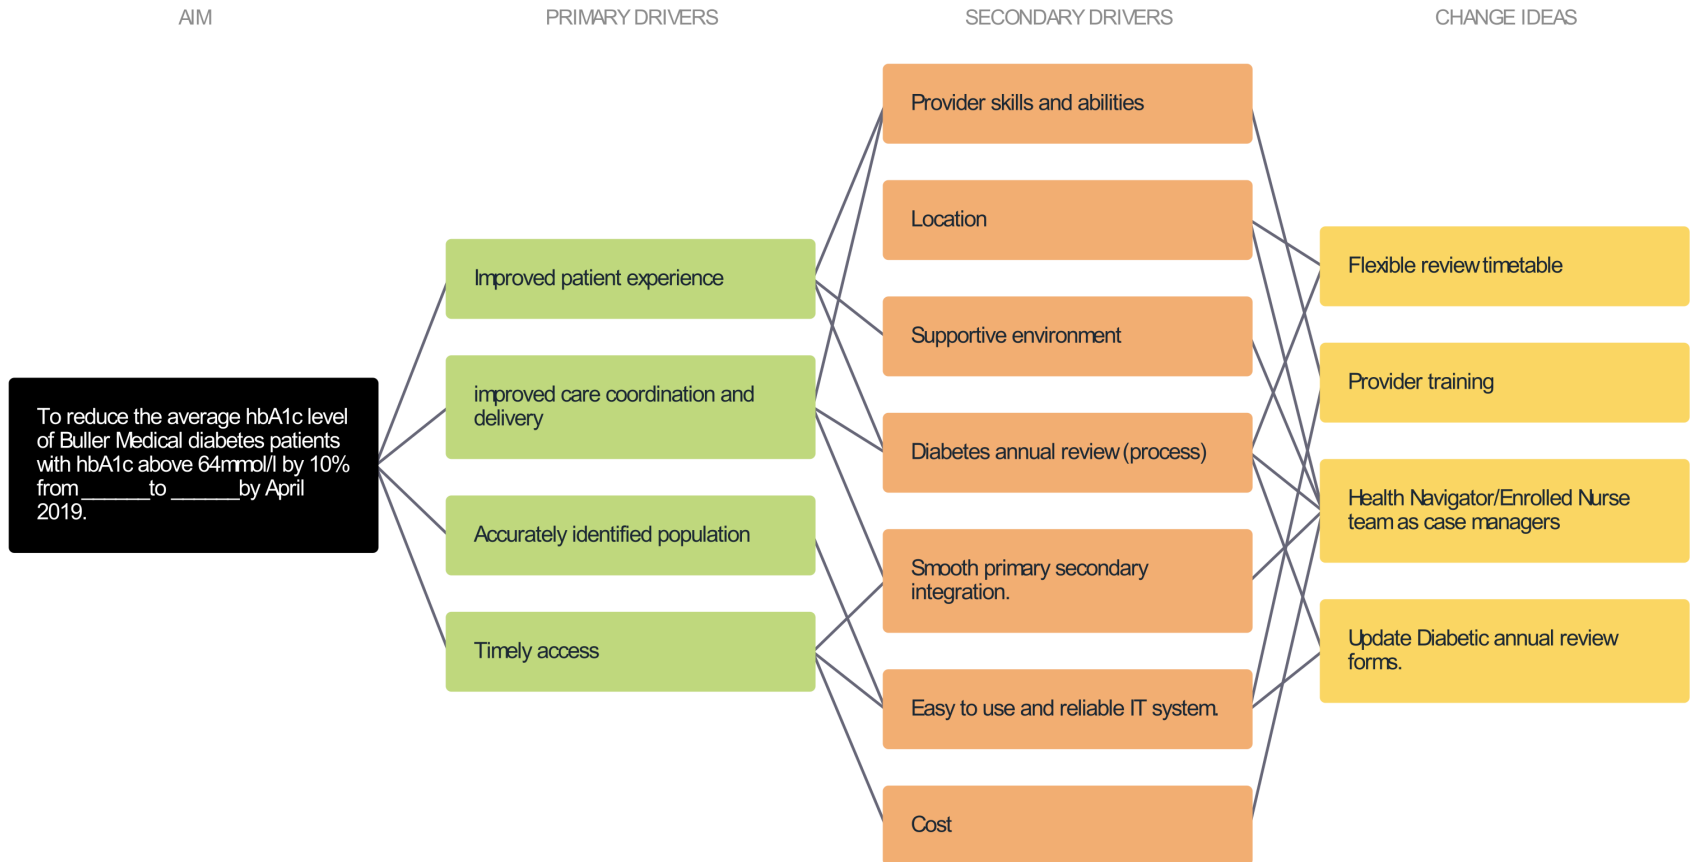 AIM
PRIMARY DRIVERS
SECONDARY DRIVERS
CHANGE IDEAS
To reduce the average hbA1c level
of Buller Medical diabetes patients
with hbA1c above 64mmol/l by 10%
from ______to ______by April
2019.
Improved patient experience
improved care coordination and
delivery
Accurately identified population
Timely access
Provider skills and abilities
Location
Supportive environment
Diabetes annual review (process)
Smooth primary secondary
integration.
Easy to use and reliable IT system.
Cost
Flexible review timetable
Provider training
Health Navigator/Enrolled Nurse
team as case managers
Update Diabetic annual review
forms.